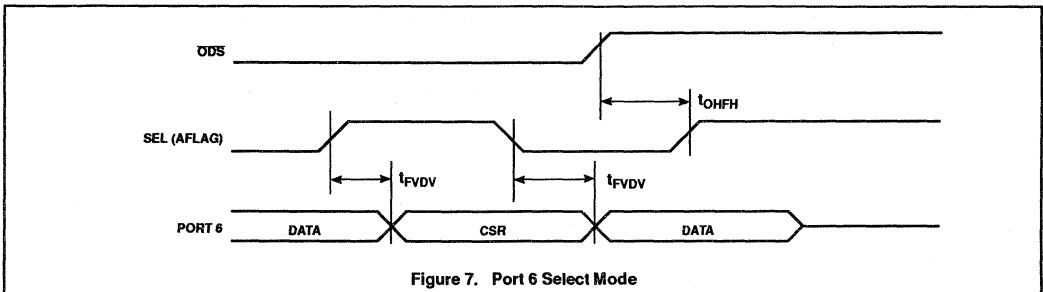 ODS
tOHFH
SEL (AFLAG)
tFVDV tFVDV
PORT 6 DATA CSR DATA
Figure 7. Port 6 Select Mode